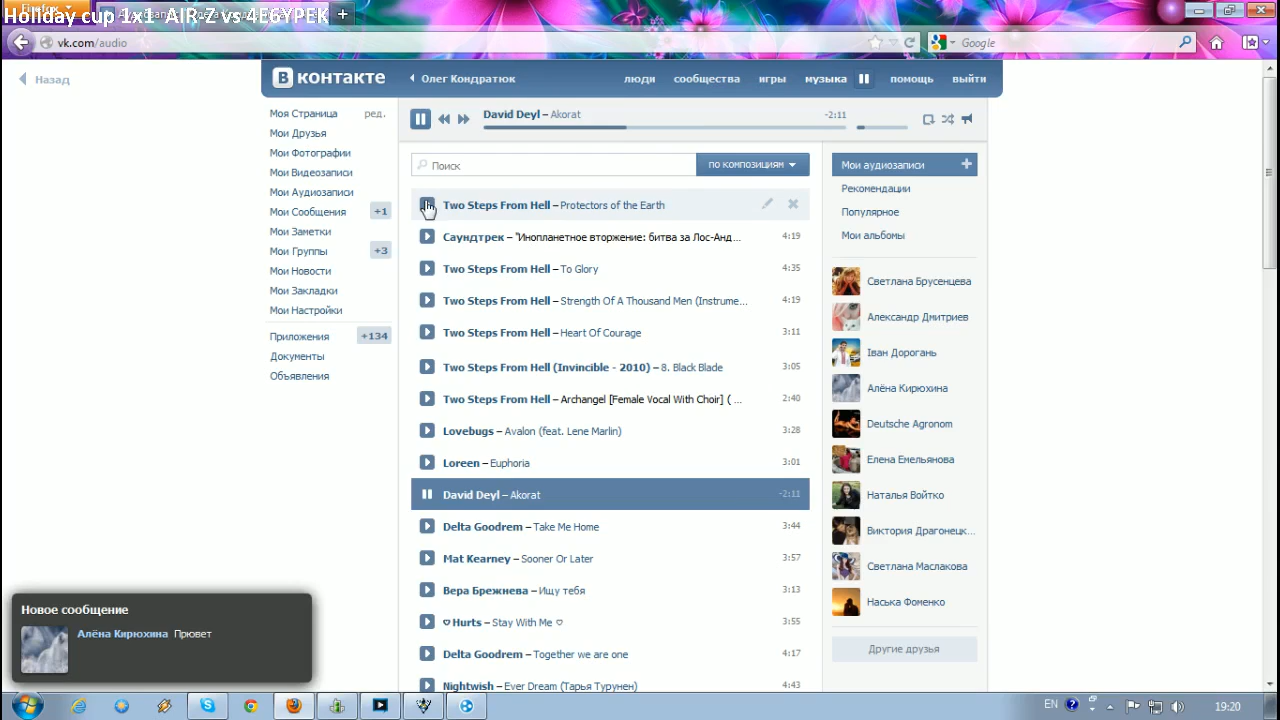 Holiday cup 1x1 AIR-Z vs 4EGYPEK
vk.com/audio
Google
Назад
В контакте
Олег Кондратюк
люди
сообщества
игры
музыка
помощь
выйти
Моя Страница ред.
Мои Друзья
Мои Фотографии
Мои Видеозаписи
Мои Аудиозаписи
Мои Сообщения +1
Мои Заметки
Мои Группы +3
Мои Новости
Мои Закладки
Мои Настройки
Приложения +134
Документы
Объявления
David Deyl – Akorat -2:11
Поиск
по композициям
Two Steps From Hell – Protectors of the Earth
Саундтрек – "Инопланетное вторжение: битва за Лос-Анд... 4:19
Two Steps From Hell – To Glory 4:35
Two Steps From Hell – Strength Of A Thousand Men (Instrume... 4:19
Two Steps From Hell – Heart Of Courage 3:11
Two Steps From Hell (Invincible - 2010) – 8. Black Blade 3:05
Two Steps From Hell – Archangel [Female Vocal With Choir] ( ... 2:40
Lovebugs – Avalon (feat. Lene Marlin) 3:28
Loreen – Euphoria 3:01
David Deyl – Akorat -2:11
Delta Goodrem – Take Me Home 3:44
Mat Kearney – Sooner Or Later 3:57
Вера Брежнева – Ищу тебя 3:13
♡ Hurts – Stay With Me ♡ 3:55
Delta Goodrem – Together we are one 4:17
Nightwish – Ever Dream (Тарья Турунен) 4:43
Мои аудиозаписи +
Рекомендации
Популярное
Мои альбомы
Светлана Брусенцева
Александр Дмитриев
Іван Дорогань
Алёна Кирюхина
Deutsche Agronom
Елена Емельянова
Наталья Войтко
Виктория Драгонецк...
Светлана Маслакова
Наська Фоменко
Другие друзья
Новое сообщение
Алёна Кирюхина Прювет
EN
19:20